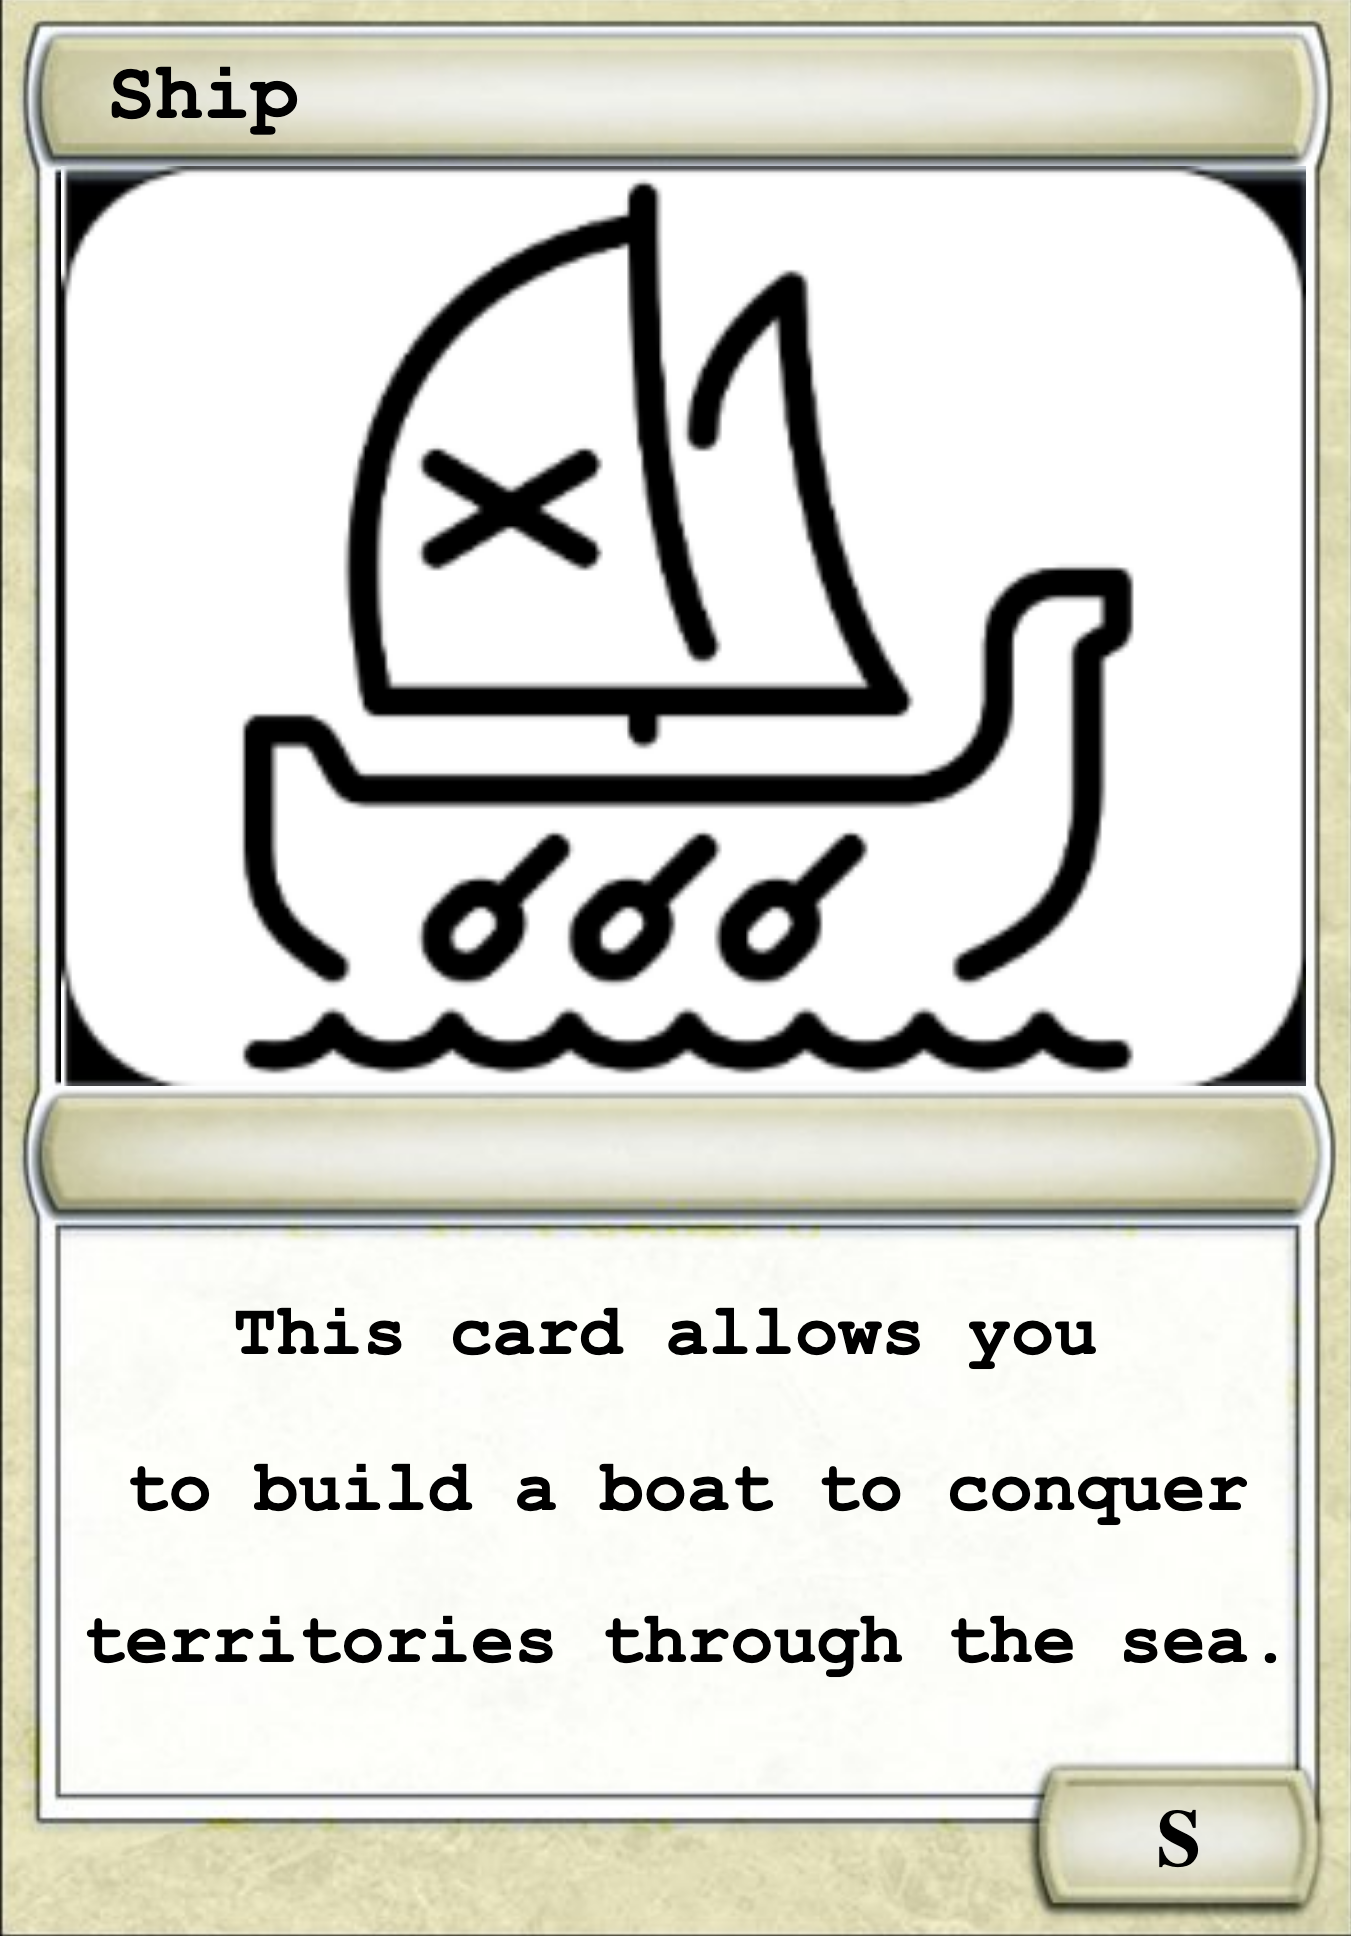 Ship
This card allows you
to build a boat to conquer
territories through the sea.
S